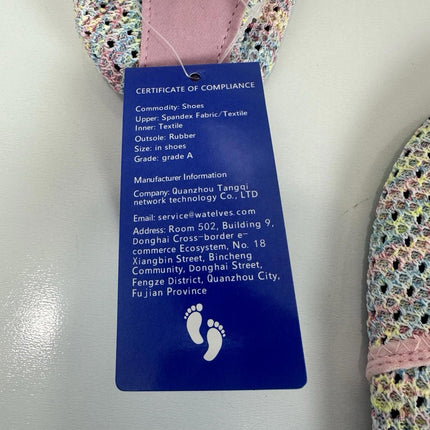 CERTIFICATE OF COMPLIANCE
Commodity: Shoes
Upper: Spandex Fabric/Textile
Inner: Textile
Outsole: Rubber
Size: in shoes
Grade: grade A
Manufacturer Information
Company: Quanzhou Tangqi
network technology Co., LTD
Email: service@watelves.com
Address: Room 502, Building 9,
Donghai Cross-border e-
commerce Ecosystem, No. 18
Xiangbin Street, Bincheng
Community, Donghai Street,
Fengze District, Quanzhou City,
Fujian Province